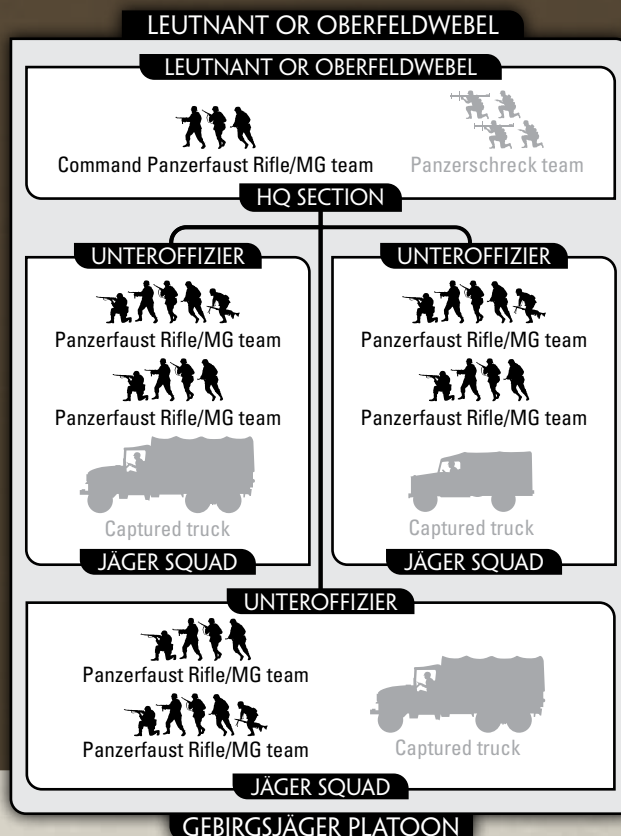 LEUTNANT OR OBERFELDWEBEL
LEUTNANT OR OBERFELDWEBEL
Command Panzerfaust Rifle/MG team
Panzerschreck team
HQ SECTION
UNTEROFFIZIER
Panzerfaust Rifle/MG team
Panzerfaust Rifle/MG team
Captured truck
JÄGER SQUAD
UNTEROFFIZIER
Panzerfaust Rifle/MG team
Panzerfaust Rifle/MG team
Captured truck
JÄGER SQUAD
UNTEROFFIZIER
Panzerfaust Rifle/MG team
Panzerfaust Rifle/MG team
Captured truck
JÄGER SQUAD
GEBIRGSJÄGER PLATOON